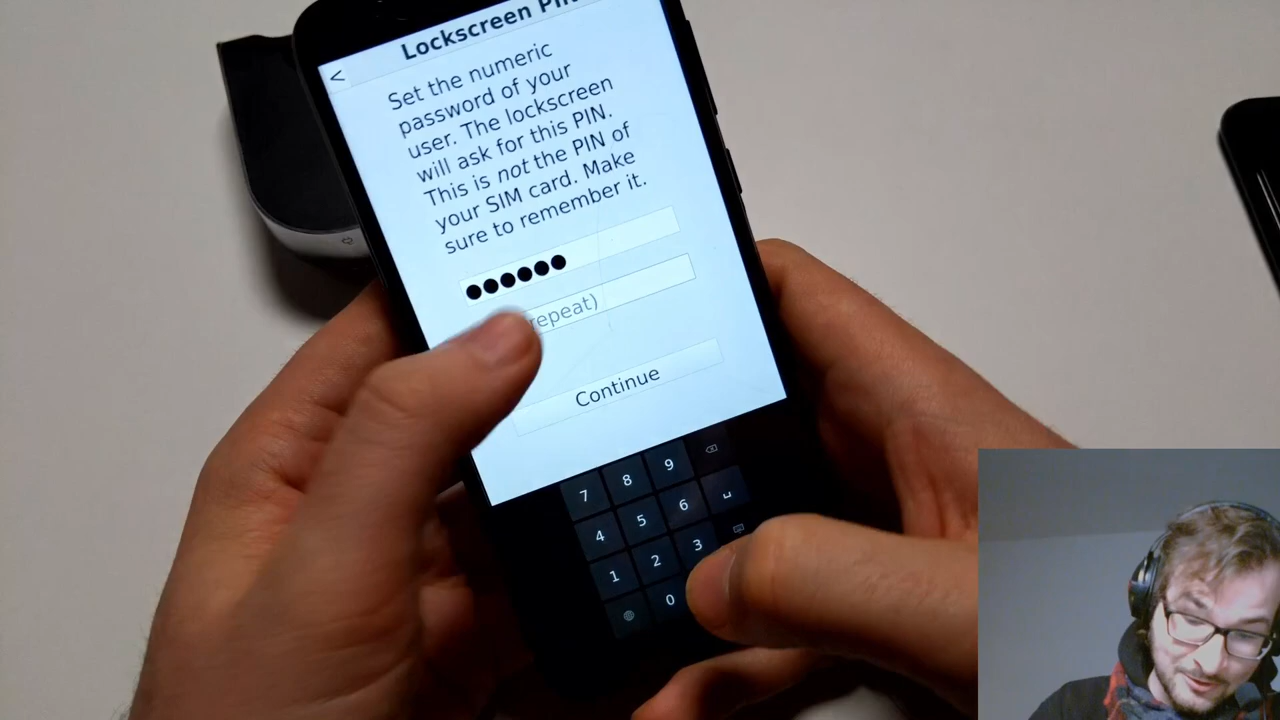 Lockscreen PIN
<
Set the numeric
password of your
user. The lockscreen
will ask for this PIN.
This is not the PIN of
your SIM card. Make
sure to remember it.
repeat)
Continue
7 8 9
4 5 6
1 2 3
0